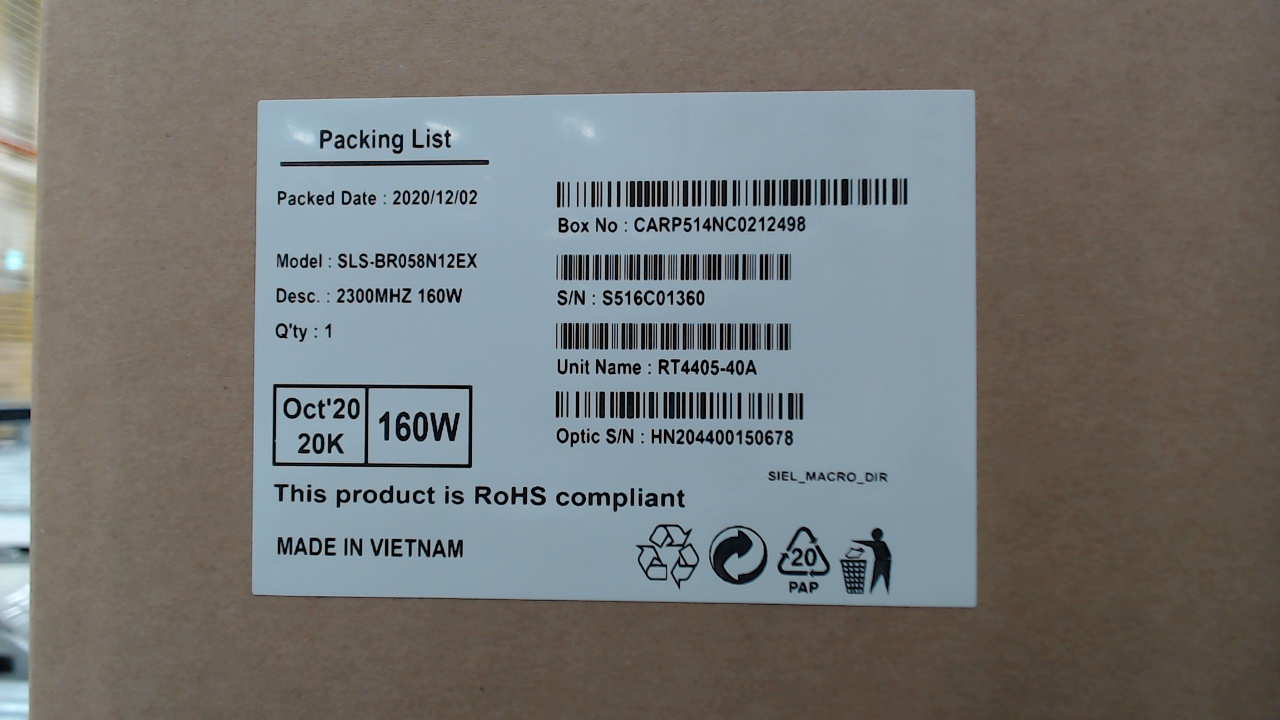 Packing List
Packed Date : 2020/12/02
Box No : CARP514NC0212498
Model : SLS-BR058N12EX
S/N : S516C01360
Desc. : 2300MHZ 160W
Q'ty : 1
Unit Name : RT4405-40A
Oct'20
20K
160W
Optic S/N : HN204400150678
SIEL_MACRO_DIR
This product is RoHS compliant
MADE IN VIETNAM
20
PAP